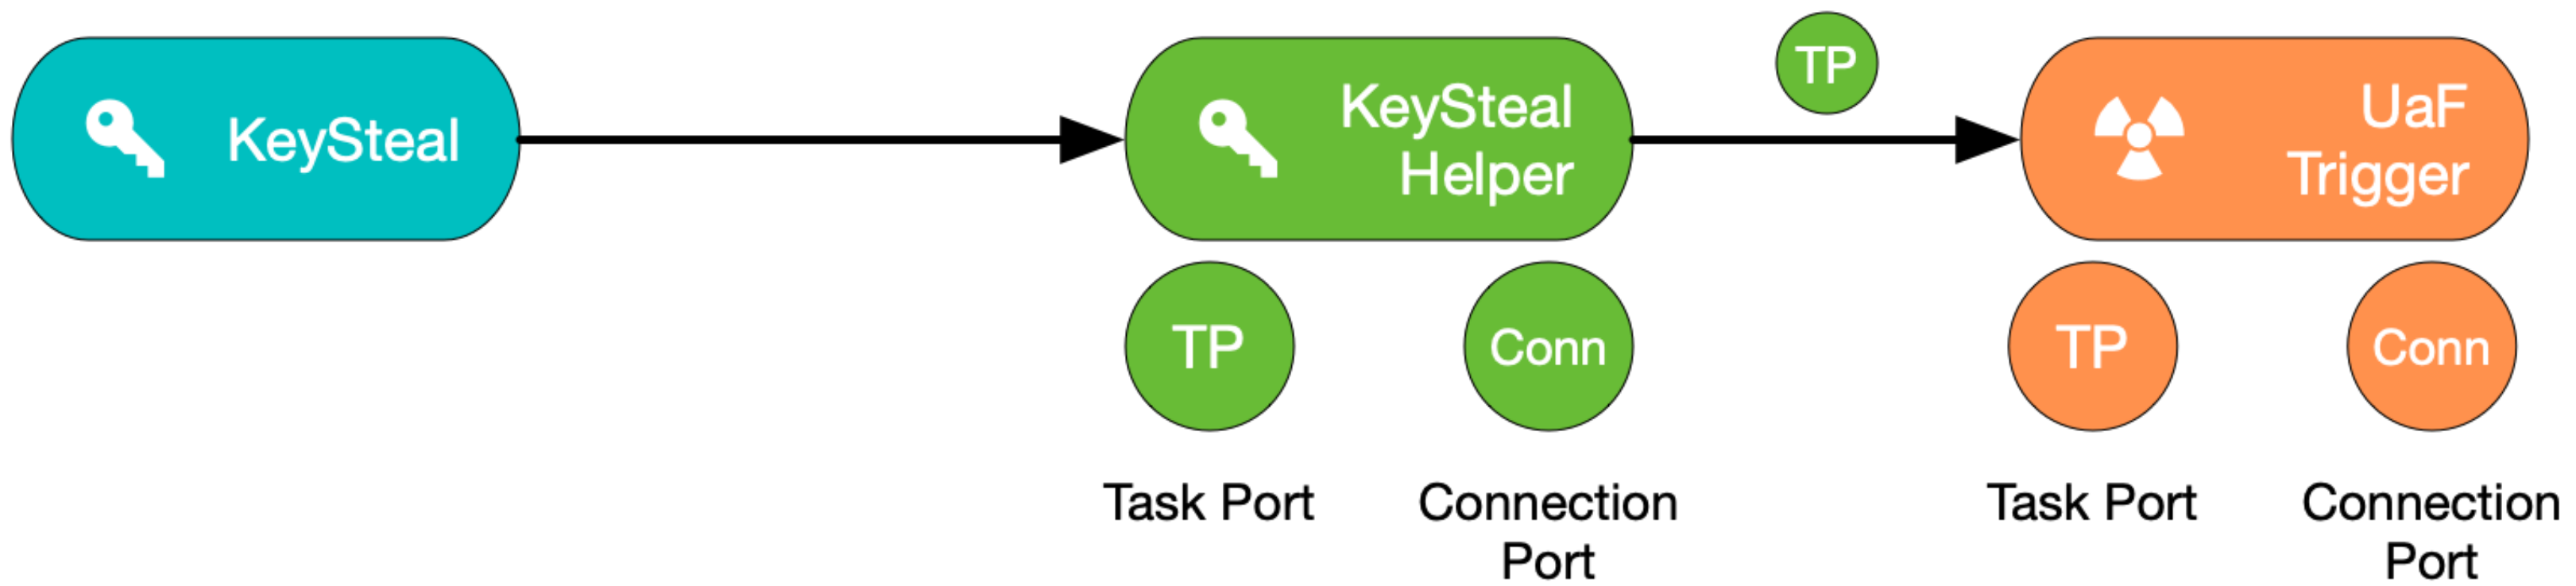 KeySteal
KeySteal
Helper
TP
UaF
Trigger
TP
Conn
TP
Conn
Task Port
Connection
Port
Task Port
Connection
Port